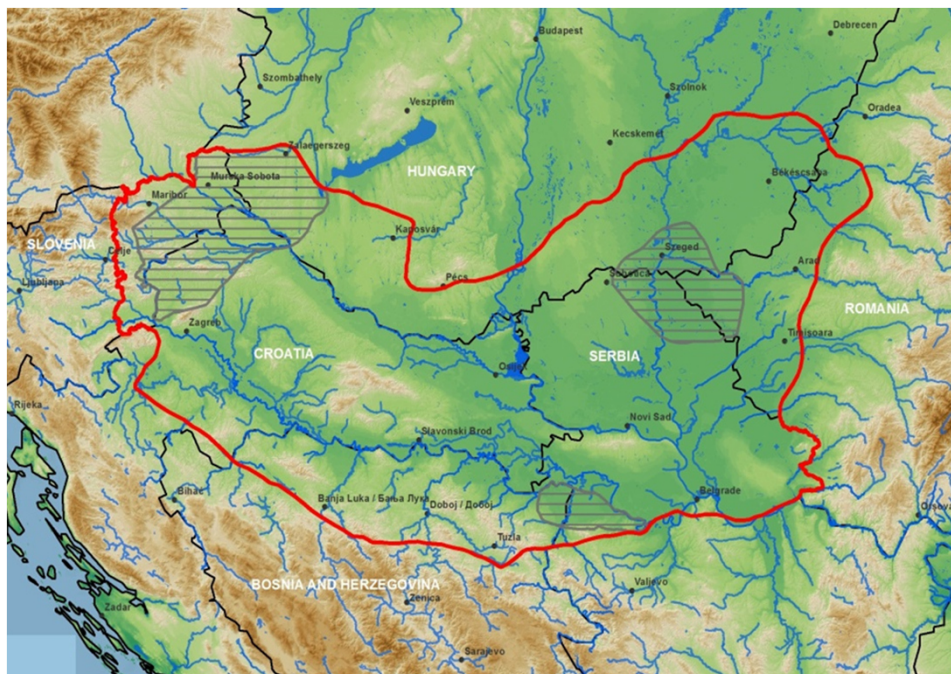 Budapest
Debrecen
Szombathely
Veszprém
Szolnok
Oradea
Kecskemét
Zalaegerszeg
HUNGARY
Murska Sobota
Békéscsaba
Maribor
SLOVENIA
Kaposvár
Celje
Szeged
Arad
Ljubljana
Pécs
Subotica
ROMANIA
Zagreb
Timișoara
CROATIA
SERBIA
Osijek
Rijeka
Novi Sad
Slavonski Brod
Bihać
Banja Luka / Бања Лука
Doboj / Добој
Belgrade
Orșova
Tuzla
BOSNIA AND HERZEGOVINA
Valjevo
Zadar
Zenica
Sarajevo